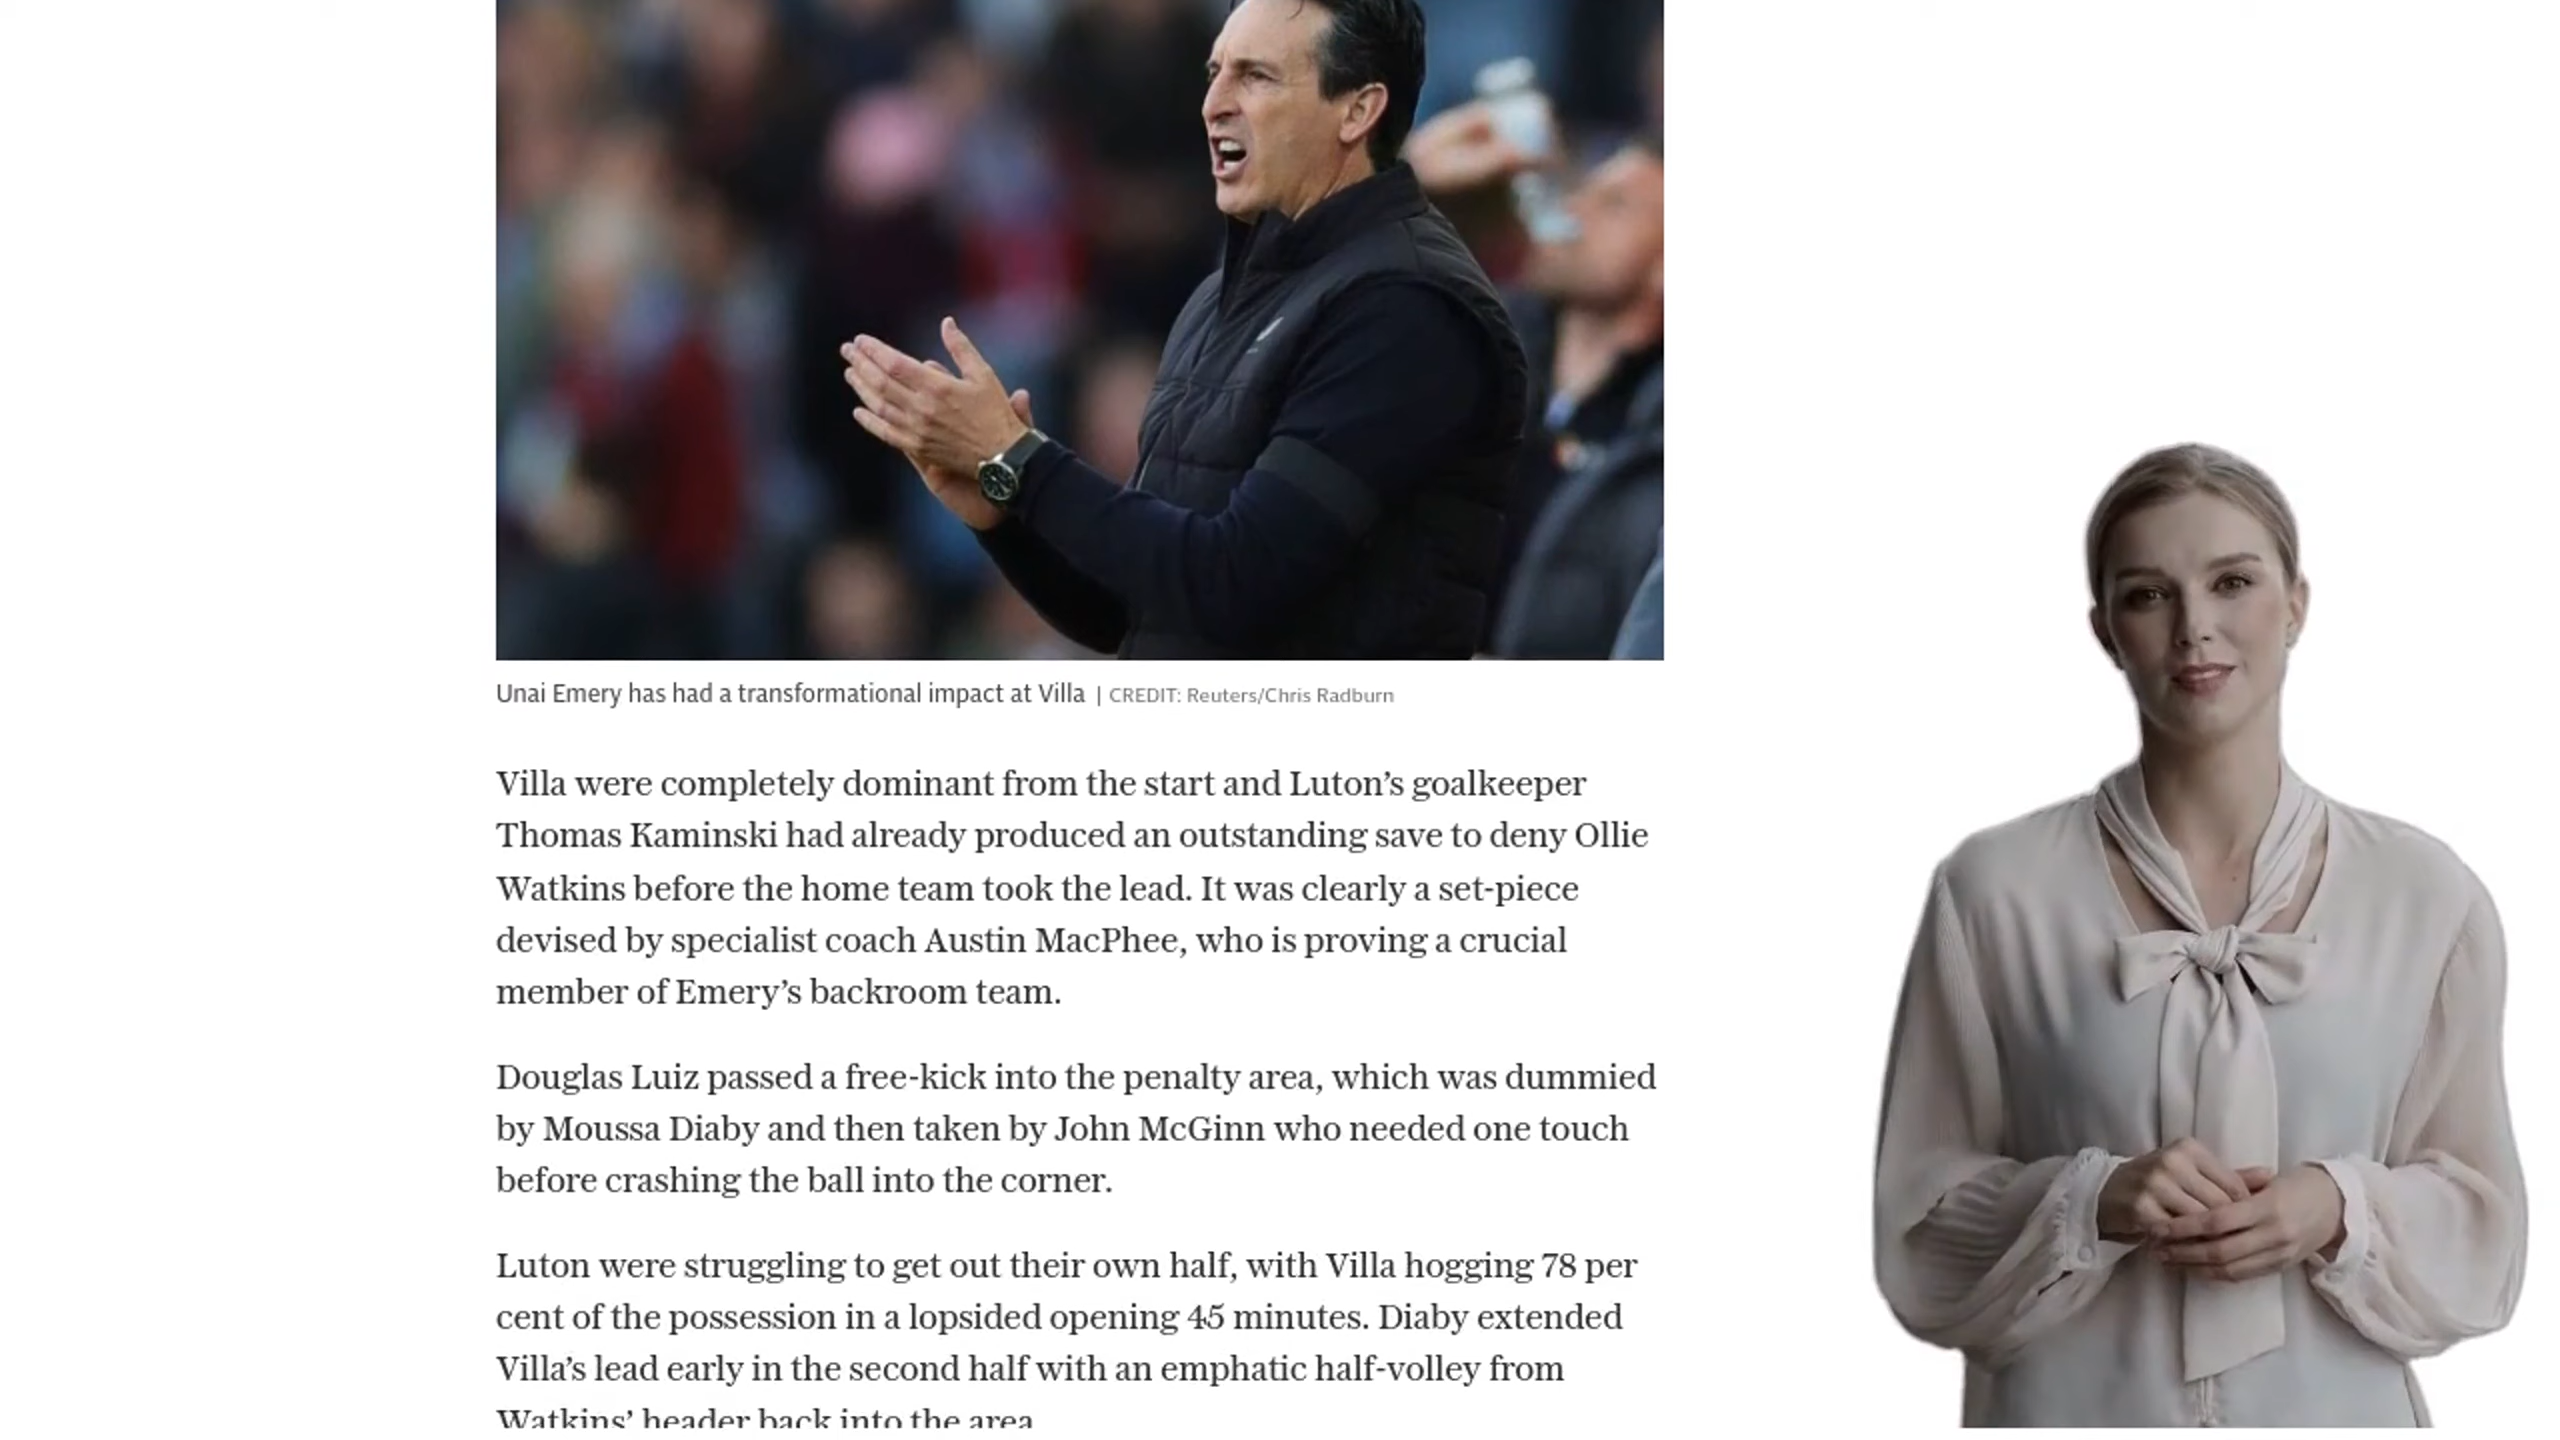 Unai Emery has had a transformational impact at Villa | CREDIT: Reuters/Chris Radburn
Villa were completely dominant from the start and Luton’s goalkeeper
Thomas Kaminski had already produced an outstanding save to deny Ollie
Watkins before the home team took the lead. It was clearly a set-piece
devised by specialist coach Austin MacPhee, who is proving a crucial
member of Emery’s backroom team.
Douglas Luiz passed a free-kick into the penalty area, which was dummied
by Moussa Diaby and then taken by John McGinn who needed one touch
before crashing the ball into the corner.
Luton were struggling to get out their own half, with Villa hogging 78 per
cent of the possession in a lopsided opening 45 minutes. Diaby extended
Villa’s lead early in the second half with an emphatic half-volley from
Watkins’ header back into the area